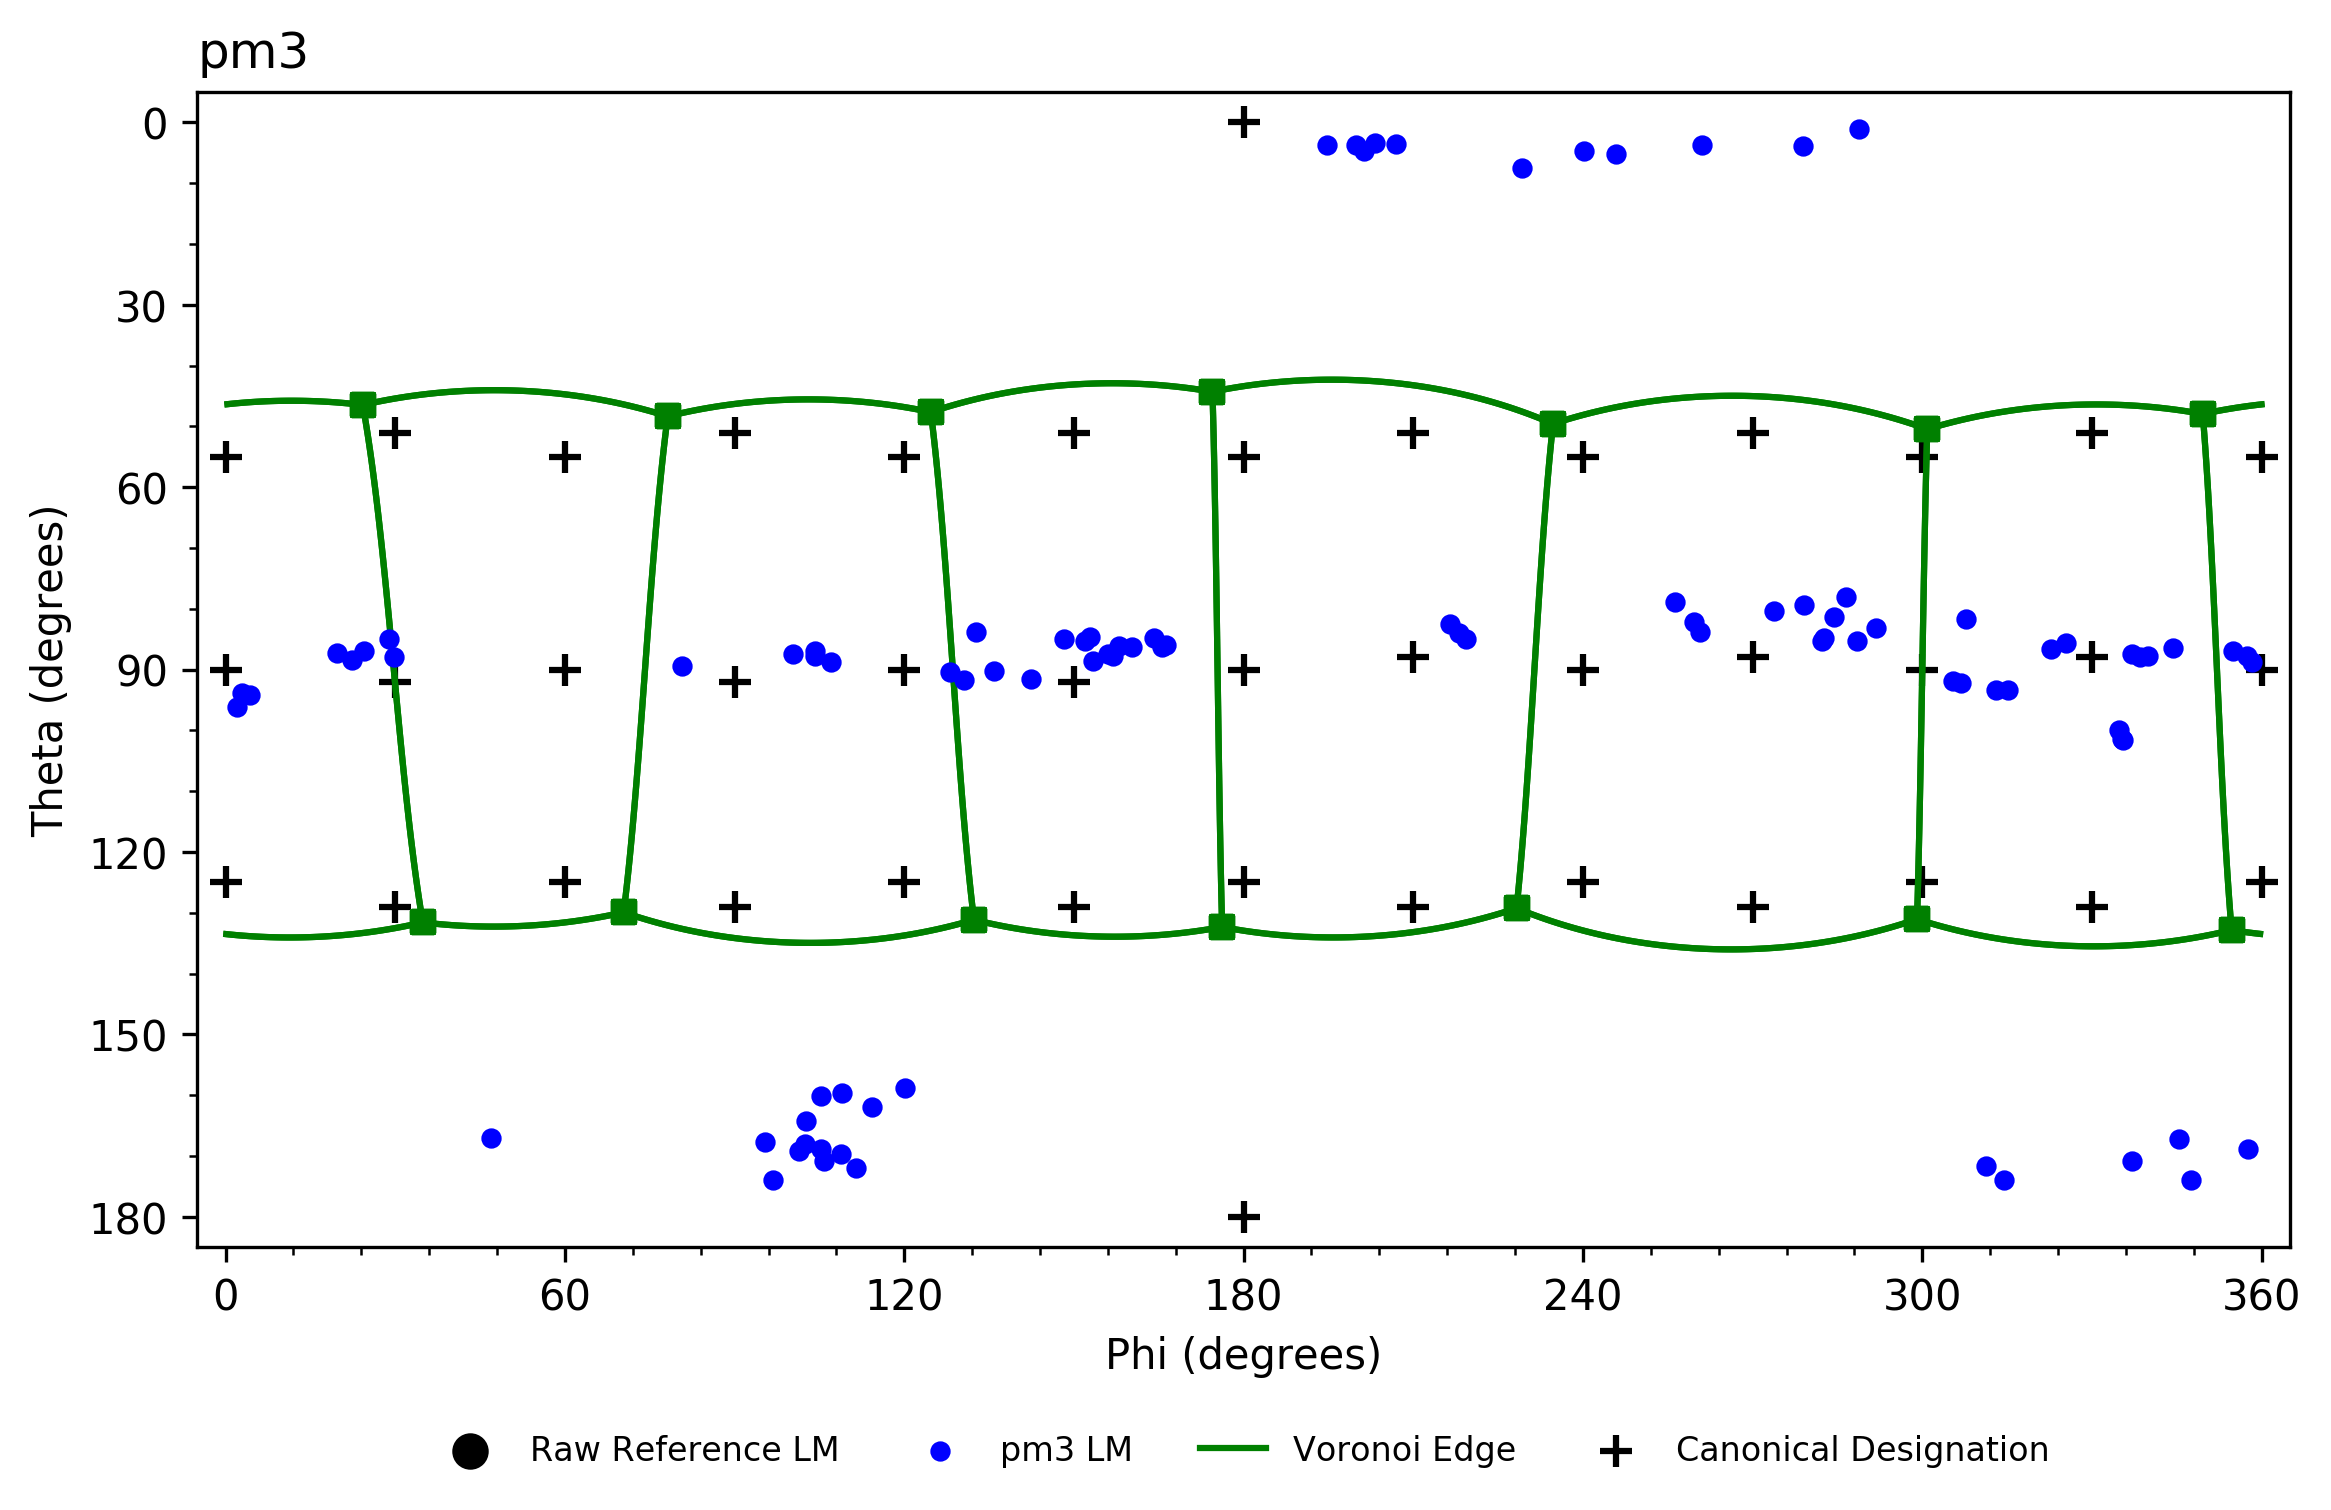 pm3
0
30
60
90
120
150
180
Theta (degrees)
0 60 120 180 240 300 360
Phi (degrees)
Raw Reference LM pm3 LM Voronoi Edge Canonical Designation